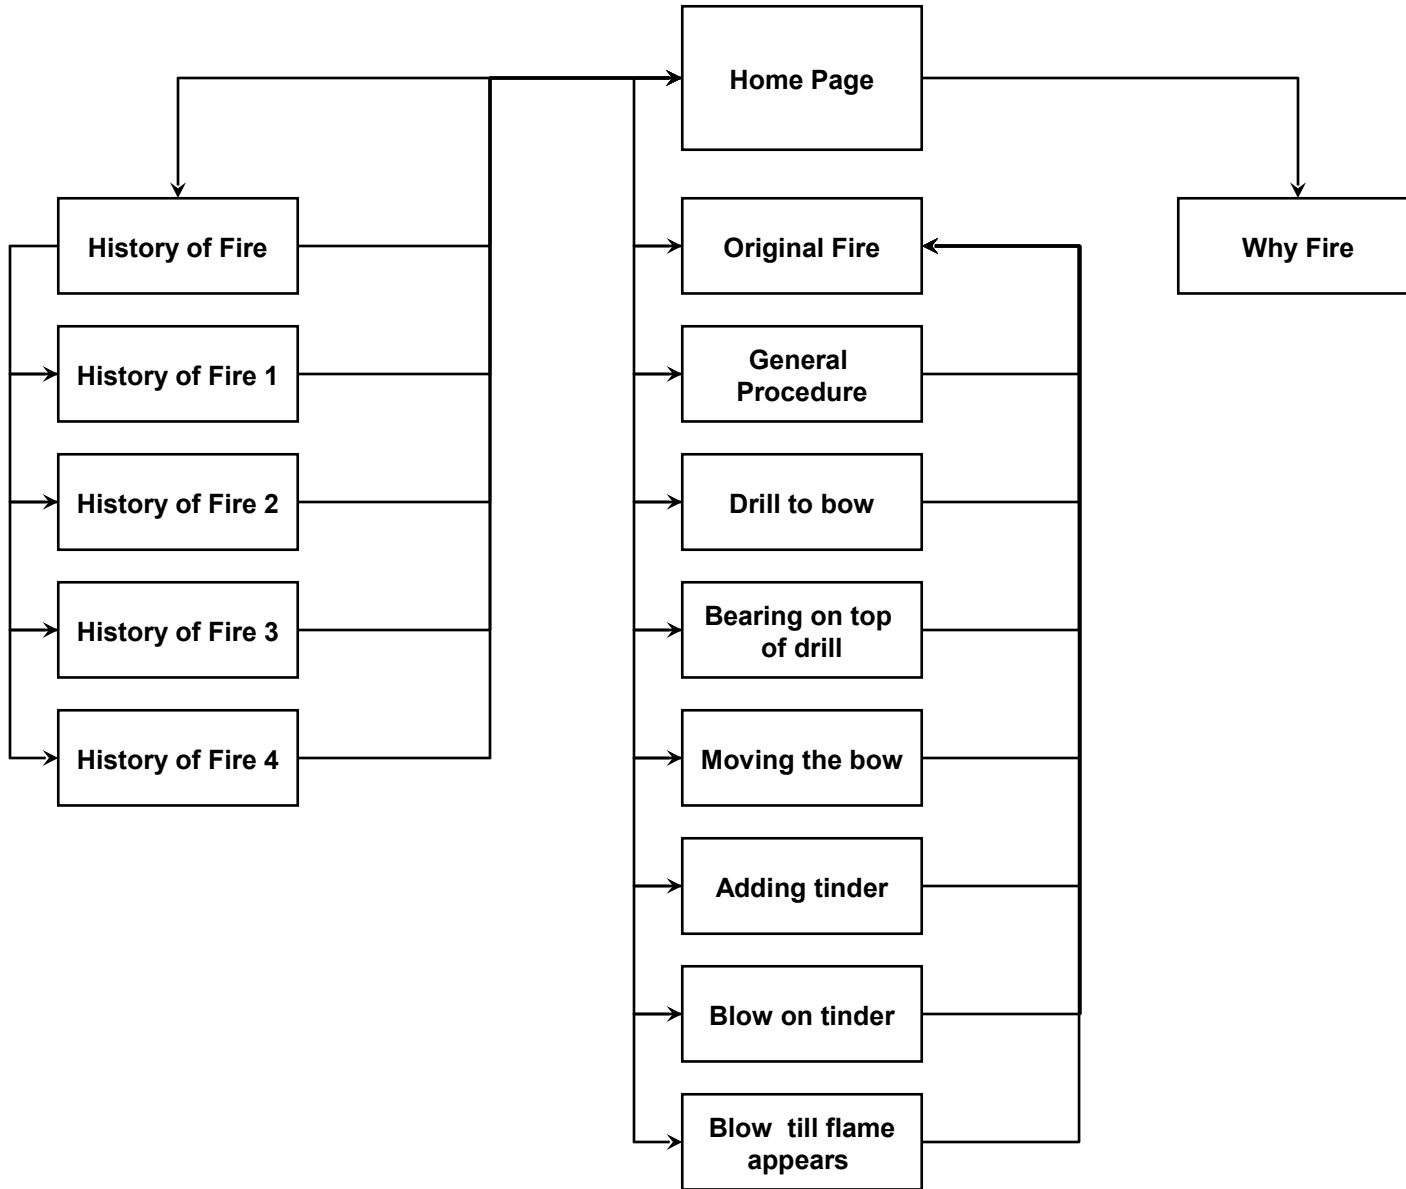 Home Page
History of Fire
Original Fire
Why Fire
History of Fire 1
General
Procedure
History of Fire 2
Drill to bow
History of Fire 3
Bearing on top
of drill
History of Fire 4
Moving the bow
Adding tinder
Blow on tinder
Blow  till flame
appears